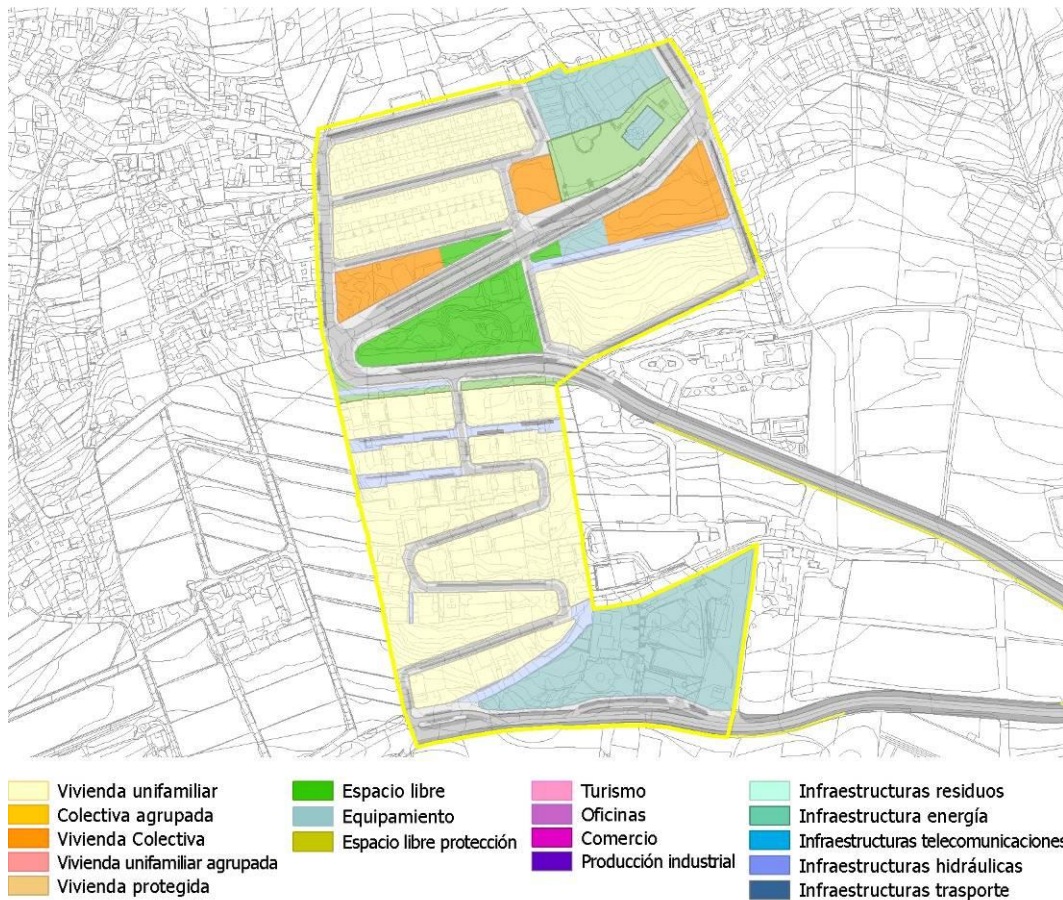 Vivienda unifamiliar
Colectiva agrupada
Vivienda Colectiva
Vivienda unifamiliar agrupada
Vivienda protegida
Espacio libre
Equipamiento
Espacio libre protección
Turismo
Oficinas
Comercio
Producción industrial
Infraestructuras residuos
Infraestructura energía
Infraestructuras telecomunicaciones
Infraestructuras hidráulicas
Infraestructuras trasporte